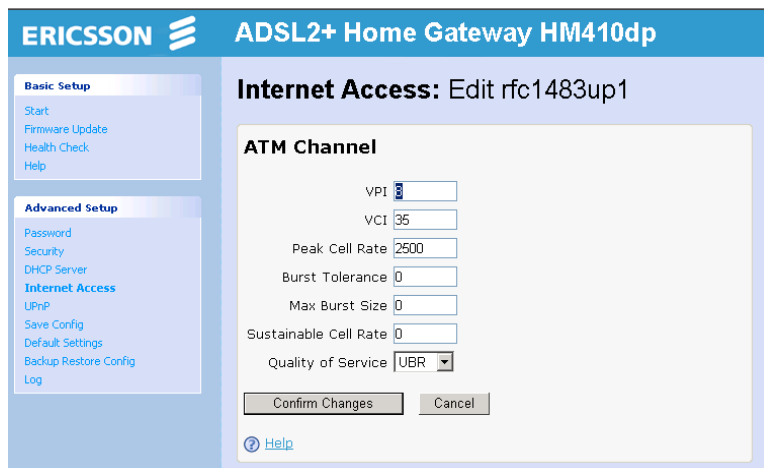 ERICSSON
ADSL2+ Home Gateway HM410dp
Basic Setup
Start
Firmware Update
Health Check
Help
Advanced Setup
Password
Security
DHCP Server
Internet Access
UPnP
Save Config
Default Settings
Backup Restore Config
Log
Internet Access: Edit rfc1483up1
ATM Channel
VPI 8
VCI 35
Peak Cell Rate 2500
Burst Tolerance 0
Max Burst Size 0
Sustainable Cell Rate 0
Quality of Service UBR
Confirm Changes Cancel
? Help